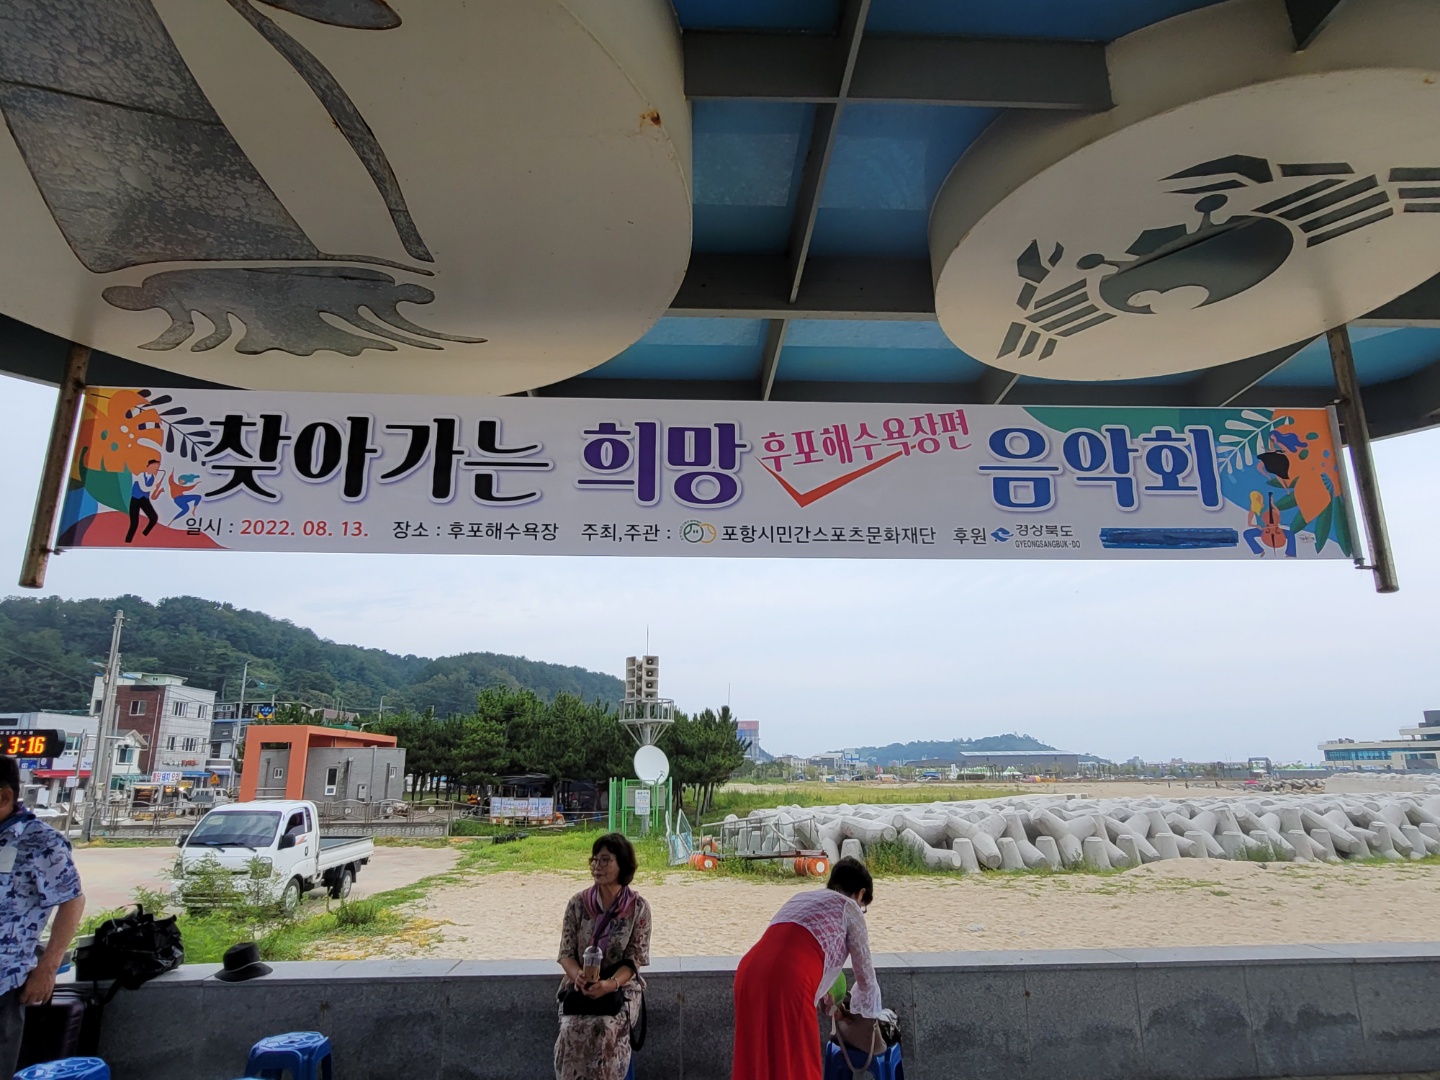 찾아가는 희망 후포해수욕장편 음악회
일시 : 2022. 08. 13. 장소 : 후포해수욕장 주최,주관 : 포항시민간스포츠문화재단 후원 경상북도
GYEONGSANGBUK-DO
3:16